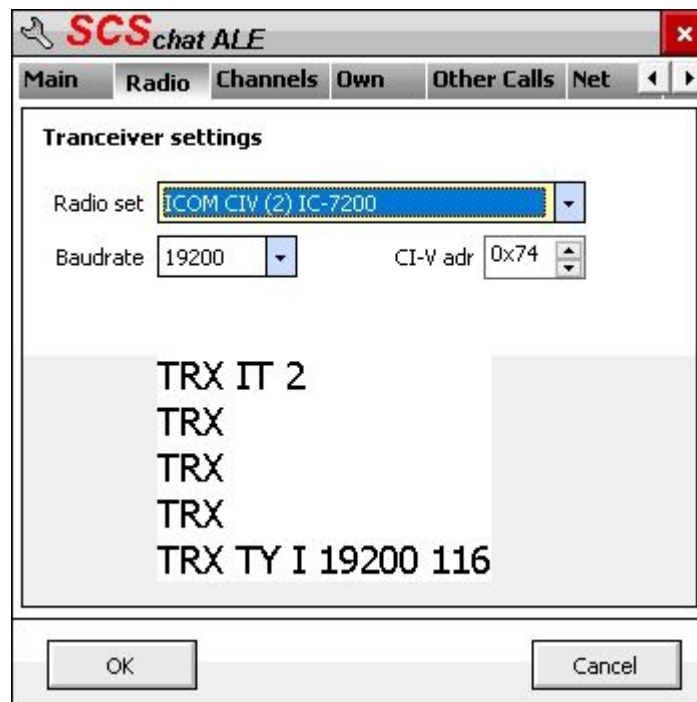 SCS chat ALE
Main Radio Channels Own Other Calls Net
Tranceiver settings
Radio set ICOM CIV (2) IC-7200
Baudrate 19200 CI-V adr 0x74
TRX IT 2
TRX
TRX
TRX
TRX TY I 19200 116
OK Cancel